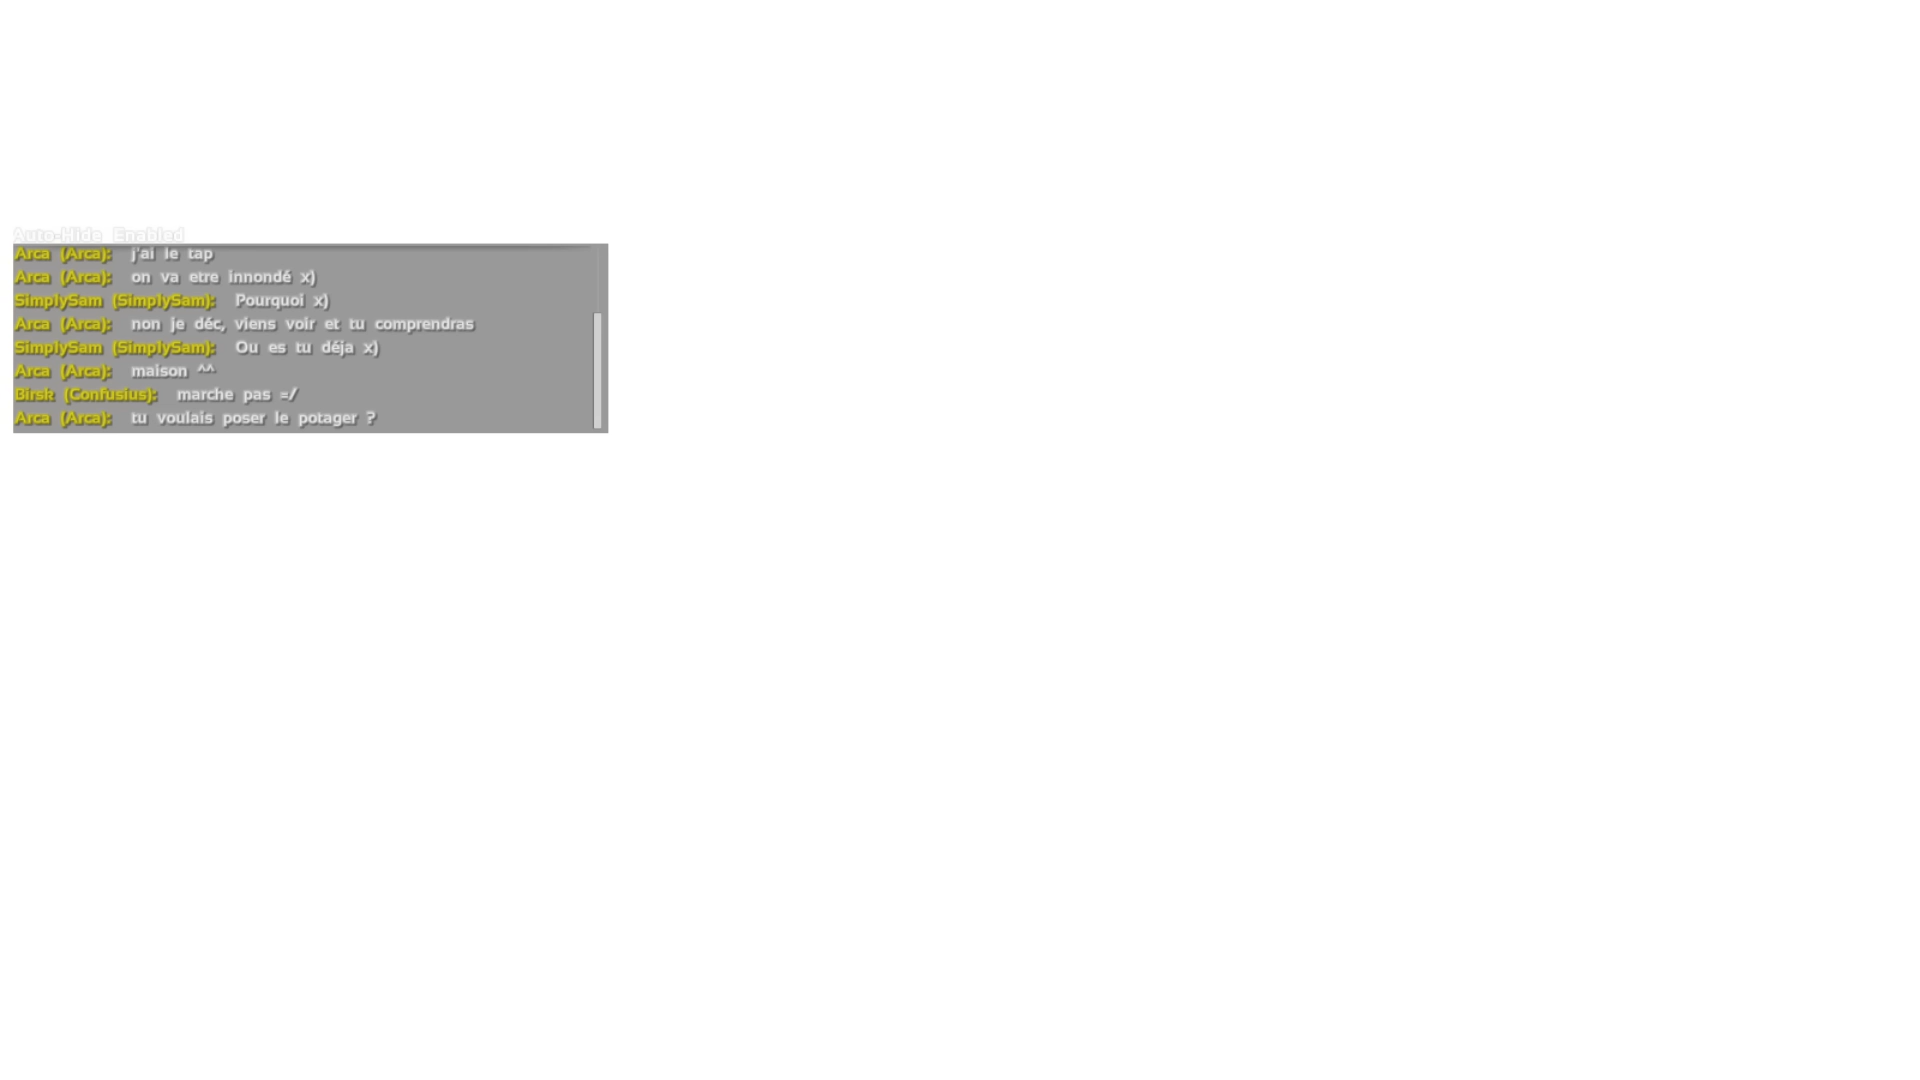 Auto-Hide Enabled
Arca (Arca): j'ai le tap
Arca (Arca): on va etre innondé x)
SimplySam (SimplySam): Pourquoi x)
Arca (Arca): non je déc, viens voir et tu comprendras
SimplySam (SimplySam): Ou es tu déja x)
Arca (Arca): maison ^^
Birsk (Confusius): marche pas =/
Arca (Arca): tu voulais poser le potager ?